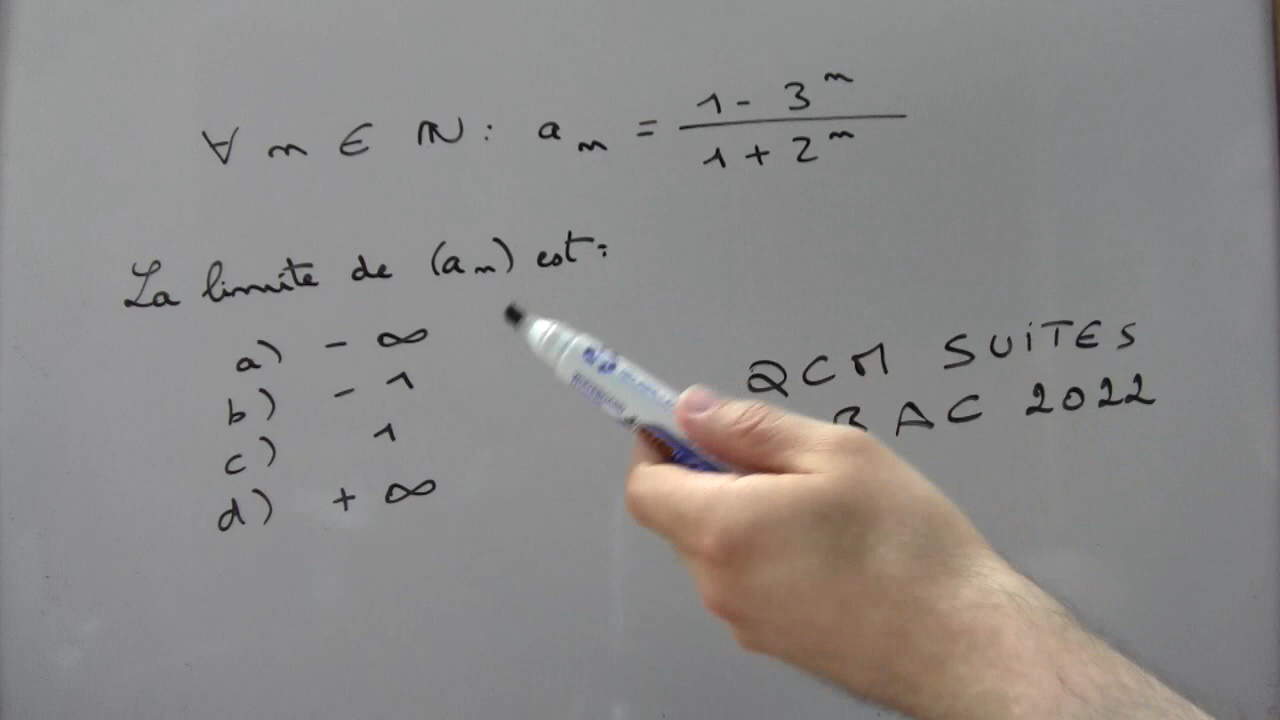 ∀ n ∈ ℕ : aₙ = (1 - 3ⁿ) / (1 + 2ⁿ)
La limite de (aₙ) est :
a) - ∞
b) - 1
c) 1
d) + ∞
QCM SUITES
BAC 2022